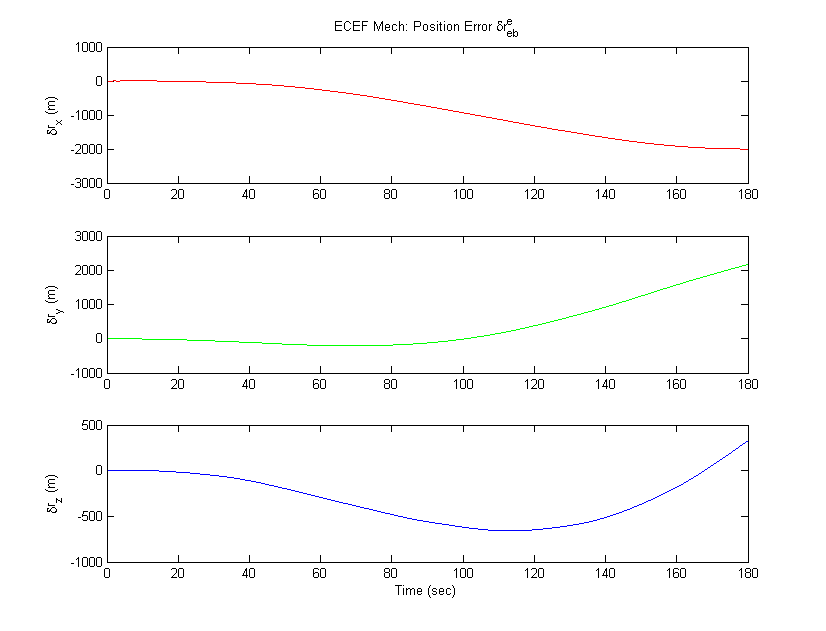 ECEF Mech: Position Error δr^e_eb
1000
0
-1000
-2000
-3000
δr_x (m)
0 20 40 60 80 100 120 140 160 180
3000
2000
1000
0
-1000
δr_y (m)
0 20 40 60 80 100 120 140 160 180
500
0
-500
-1000
δr_z (m)
0 20 40 60 80 100 120 140 160 180
Time (sec)